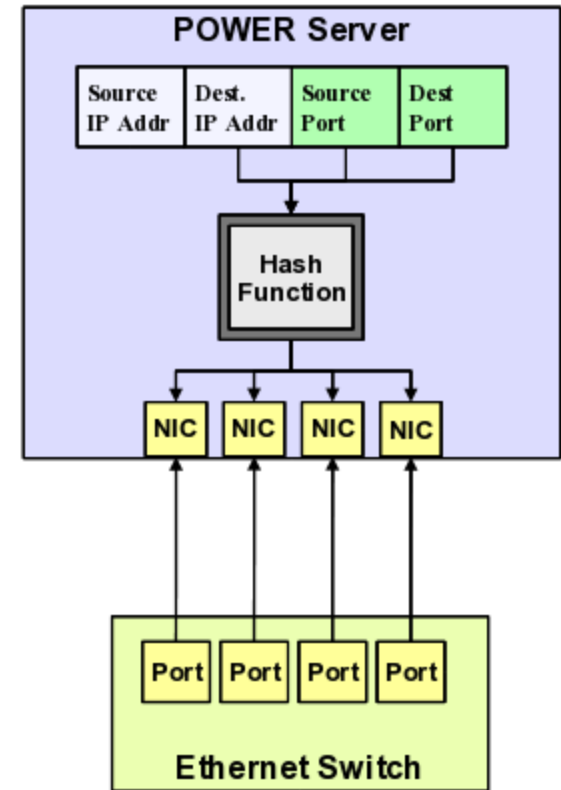 POWER Server
Source Dest. Source Dest
IP Addr IP Addr Port Port
Hash
Function
NIC NIC NIC NIC
Port Port Port Port
Ethernet Switch